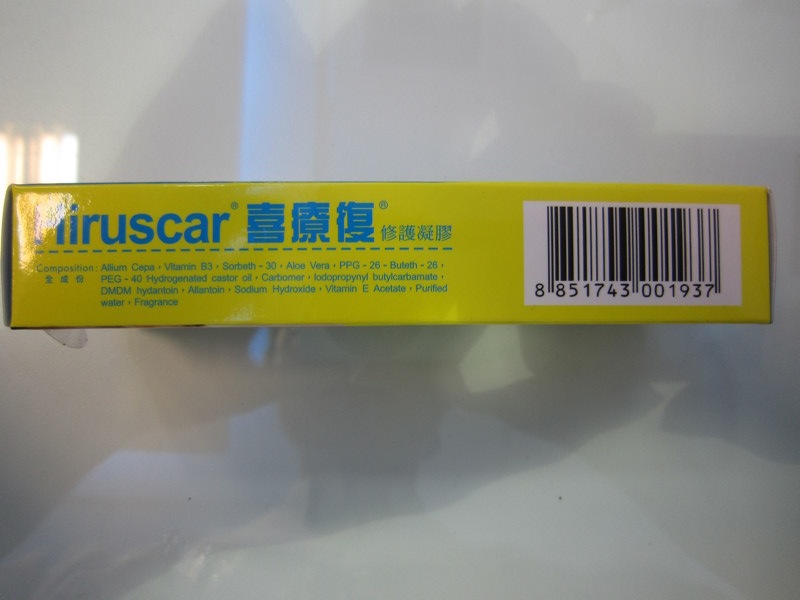 Hiruscar® 喜療復® 修護凝膠
Composition: Allium Cepa，Vitamin B3，Sorbeth - 30，Aloe Vera，PPG - 26 - Buteth - 26，
全成份 PEG - 40 Hydrogenated castor oil，Carbomer，Iodopropynyl butylcarbamate，
DMDM hydantoin，Allantoin，Sodium Hydroxide，Vitamin E Acetate，Purified
water，Fragrance
8 851743 001937